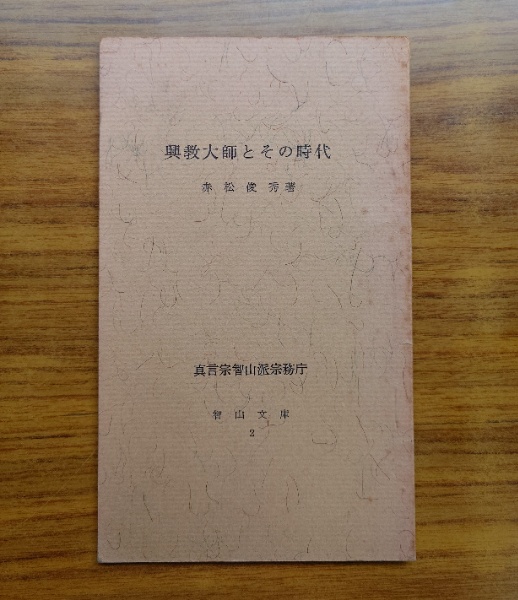 興教大師とその時代
赤松俊秀著
真言宗智山派宗務庁
智山文庫
2